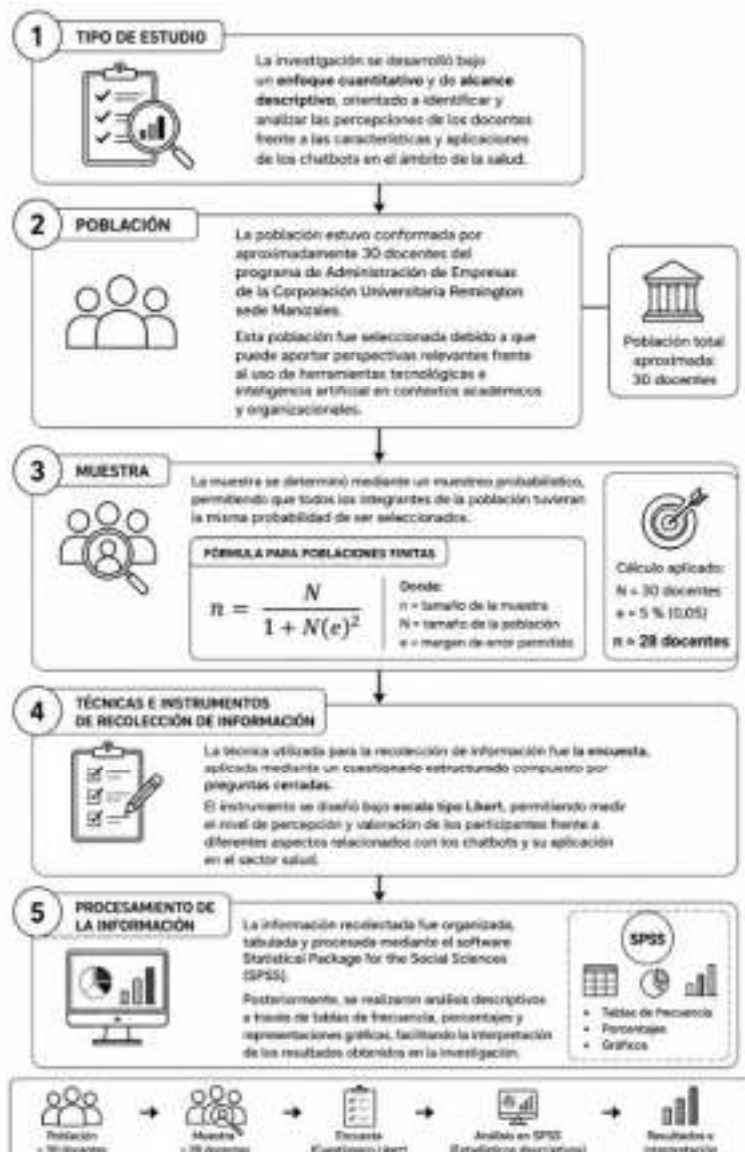 1 TIPO DE ESTUDIO
La investigación se desarrolló bajo
un enfoque cuantitativo y de alcance
descriptivo, orientado a identificar y
analizar las percepciones de los docentes
frente a las características y aplicaciones
de los chatbots en el ámbito de la salud.
2 POBLACIÓN
La población estuvo conformada por
aproximadamente 30 docentes del
programa de Administración de Empresas
de la Corporación Universitaria Remington
sede Manizales.
Esta población fue seleccionada debido a que
puede aportar perspectivas relevantes frente
al uso de herramientas tecnológicas e
inteligencia artificial en contextos académicos
y organizacionales.
Población total
aproximada:
30 docentes
3 MUESTRA
La muestra se determinó mediante un muestreo probabilístico,
permitiendo que todos los integrantes de la población tuvieran
la misma probabilidad de ser seleccionados.
FÓRMULA PARA POBLACIONES FINITAS
n = N / 1 + N(e)²
Donde:
n = tamaño de la muestra
N = tamaño de la población
e = margen de error permitido
Cálculo aplicado:
N = 30 docentes
e = 5 % (0,05)
n ≈ 28 docentes
4 TÉCNICAS E INSTRUMENTOS
DE RECOLECCIÓN DE INFORMACIÓN
La técnica utilizada para la recolección de información fue la encuesta,
aplicada mediante un cuestionario estructurado compuesto por
preguntas cerradas.
El instrumento se diseñó bajo escala tipo Likert, permitiendo medir
el nivel de percepción y valoración de los participantes frente a
diferentes aspectos relacionados con los chatbots y su aplicación
en el sector salud.
5 PROCESAMIENTO DE
LA INFORMACIÓN
La información recolectada fue organizada,
tabulada y procesada mediante el software
Statistical Package for the Social Sciences
(SPSS).
Posteriormente, se realizaron análisis descriptivos
a través de tablas de frecuencia, porcentajes y
representaciones gráficas, facilitando la interpretación
de los resultados obtenidos en la investigación.
SPSS
• Tablas de frecuencia
• Porcentajes
• Gráficos
Población
≈ 30 docentes
Muestra
≈ 28 docentes
Encuesta
(Cuestionario Likert)
Análisis en SPSS
(Estadísticos descriptivos)
Resultados e
interpretación